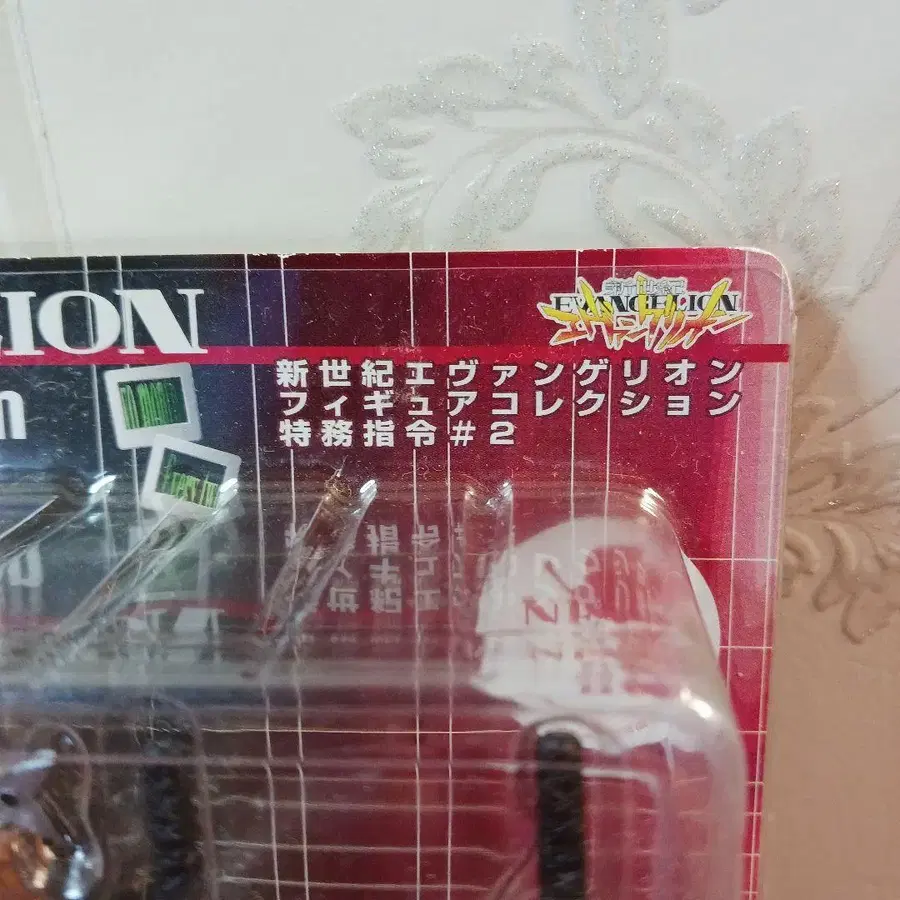 新世紀
EVANGELION
エヴァンゲリオン
LION
新世紀エヴァンゲリオン
フィギュアコレクション
特務指令#2